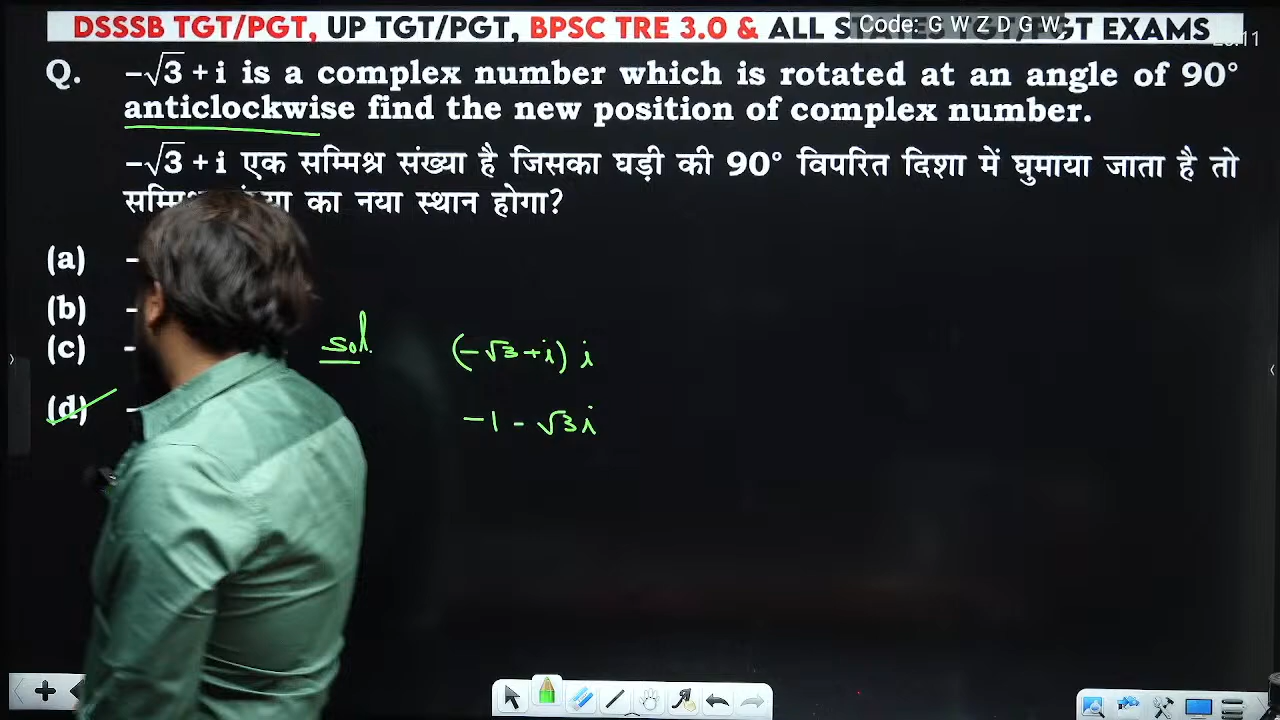 DSSSB TGT/PGT, UP TGT/PGT, BPSC TRE 3.0 & ALL EXAMS
Code: G W Z D G W
Q. −√3 + i is a complex number which is rotated at an angle of 90°
anticlockwise find the new position of complex number.
−√3 + i एक सम्मिश्र संख्या है जिसका घड़ी की 90° विपरित दिशा में घुमाया जाता है तो
का नया स्थान होगा?
(a) -
(b) -
(c) -
(d) -
sol.
(-√3+i) i
-1 - √3i